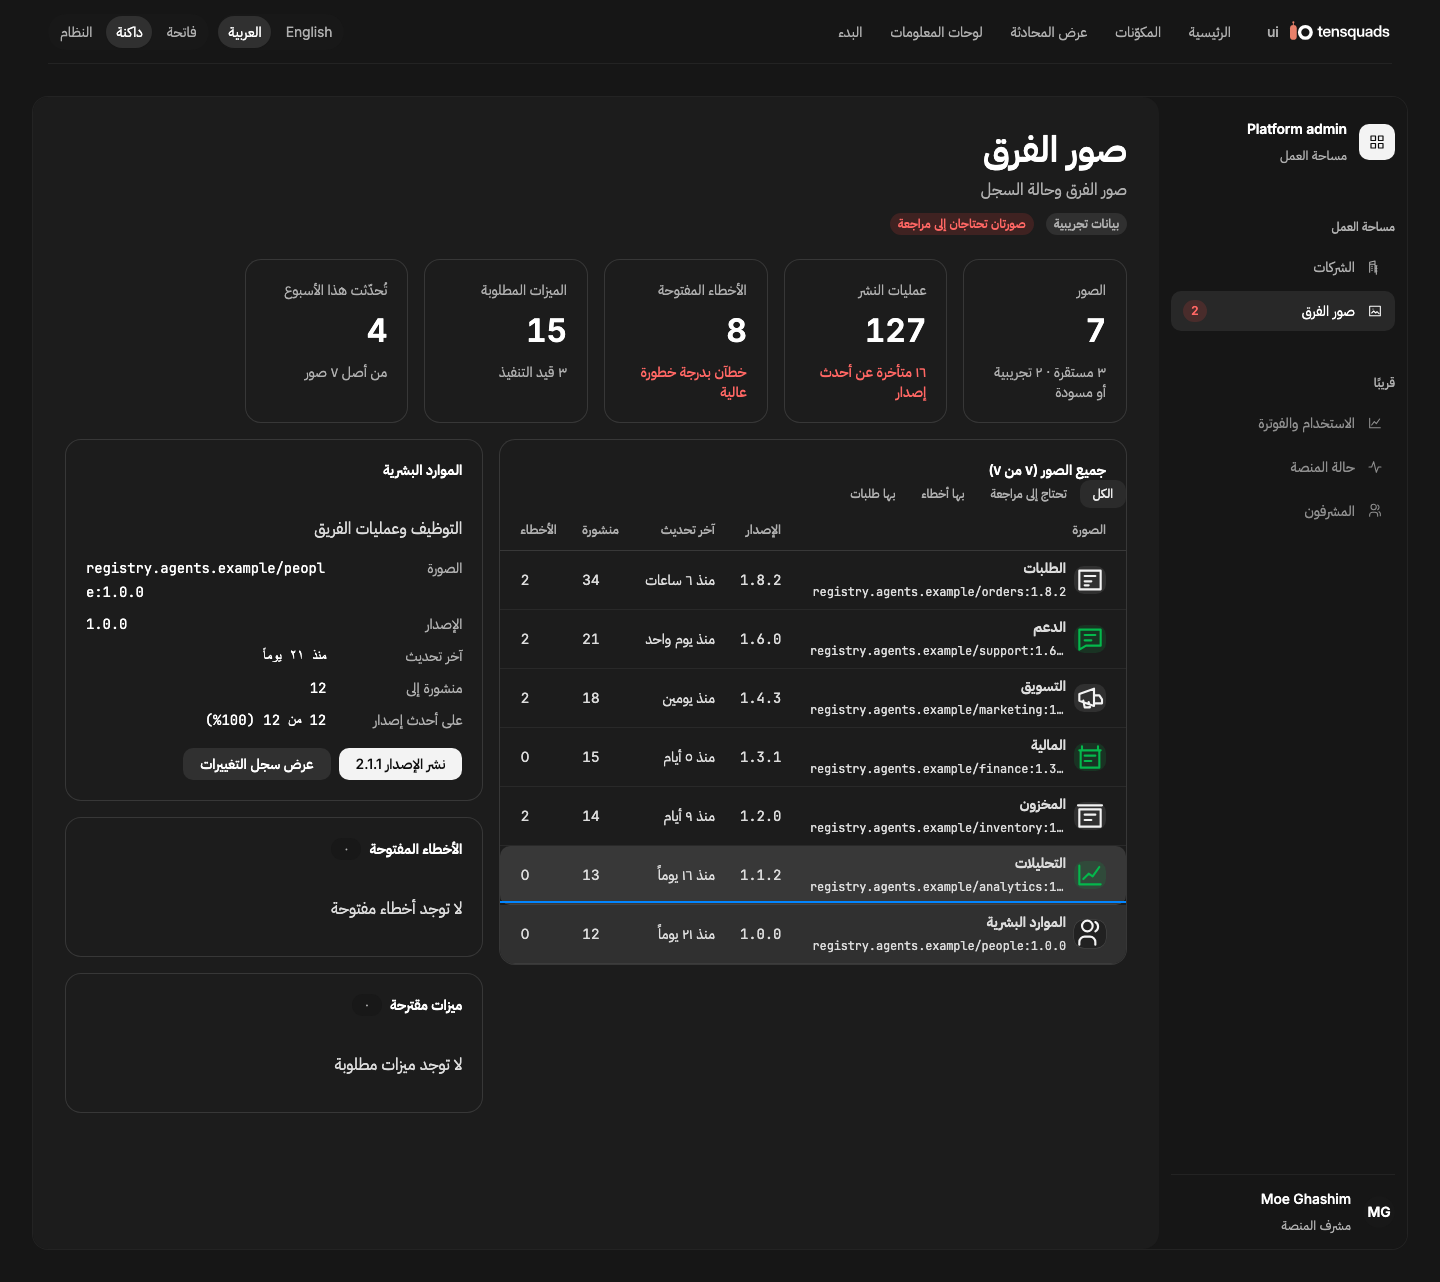 tensquads ui
الرئيسية
المكوّنات
عرض المحادثة
لوحات المعلومات
البدء
English
العربية
فاتحة
داكنة
النظام
Platform admin
مساحة العمل
مساحة العمل
الشركات
صور الفرق 2
قريبًا
الاستخدام والفوترة
حالة المنصة
المشرفون
MG
Moe Ghashim
مشرف المنصة
صور الفرق
صور الفرق وحالة السجل
بيانات تجريبية
صورتان تحتاجان إلى مراجعة
الصور
7
٣ مستقرة · ٢ تجريبية
أو مسودة
عمليات النشر
127
١٦ متأخرة عن أحدث
إصدار
الأخطاء المفتوحة
8
خطآن بدرجة خطورة
عالية
الميزات المطلوبة
15
٣ قيد التنفيذ
تُحدّثت هذا الأسبوع
4
من أصل ٧ صور
جميع الصور (٧ من ٧)
الكل
تحتاج إلى مراجعة
بها أخطاء
بها طلبات
الصورة الإصدار آخر تحديث منشورة الأخطاء
الطلبات
registry.agents.example/orders:1.8.2
1.8.2 منذ ٦ ساعات 34 2
الدعم
registry.agents.example/support:1.6…
1.6.0 منذ يوم واحد 21 2
التسويق
registry.agents.example/marketing:1…
1.4.3 منذ يومين 18 2
المالية
registry.agents.example/finance:1.3…
1.3.1 منذ ٥ أيام 15 0
المخزون
registry.agents.example/inventory:1…
1.2.0 منذ ٩ أيام 14 2
التحليلات
registry.agents.example/analytics:1…
1.1.2 منذ ١٦ يوماً 13 0
الموارد البشرية
registry.agents.example/people:1.0.0
1.0.0 منذ ٢١ يوماً 12 0
الموارد البشرية
التوظيف وعمليات الفريق
الصورة registry.agents.example/peopl
e:1.0.0
الإصدار 1.0.0
آخر تحديث منذ ٢١ يوماً
منشورة إلى 12
على أحدث إصدار 12 من 12 (100%)
نشر الإصدار 2.1.1
عرض سجل التغييرات
الأخطاء المفتوحة ٠
لا توجد أخطاء مفتوحة
ميزات مقترحة ٠
لا توجد ميزات مطلوبة